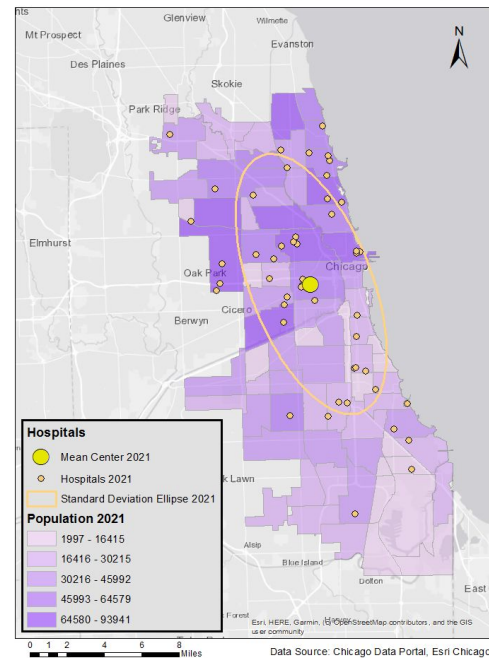 nts
Glenview
Wilmette
Mt Prospect
Evanston
N
Des Plaines
Skokie
Park Ridge
Elmhurst
Oak Park
Chicago
Cicero
Berwyn
k Lawn
Alsip
Blue Island
Dolton
East
Forest
Hospitals
Mean Center 2021
Hospitals 2021
Standard Deviation Ellipse 2021
Population 2021
1997 - 16415
16416 - 30215
30216 - 45992
45993 - 64579
64580 - 93941
Esri, HERE, Garmin, (c) OpenStreetMap contributors, and the GIS
user community
0 1 2 4 6 8
Miles
Data Source: Chicago Data Portal, Esri Chicago